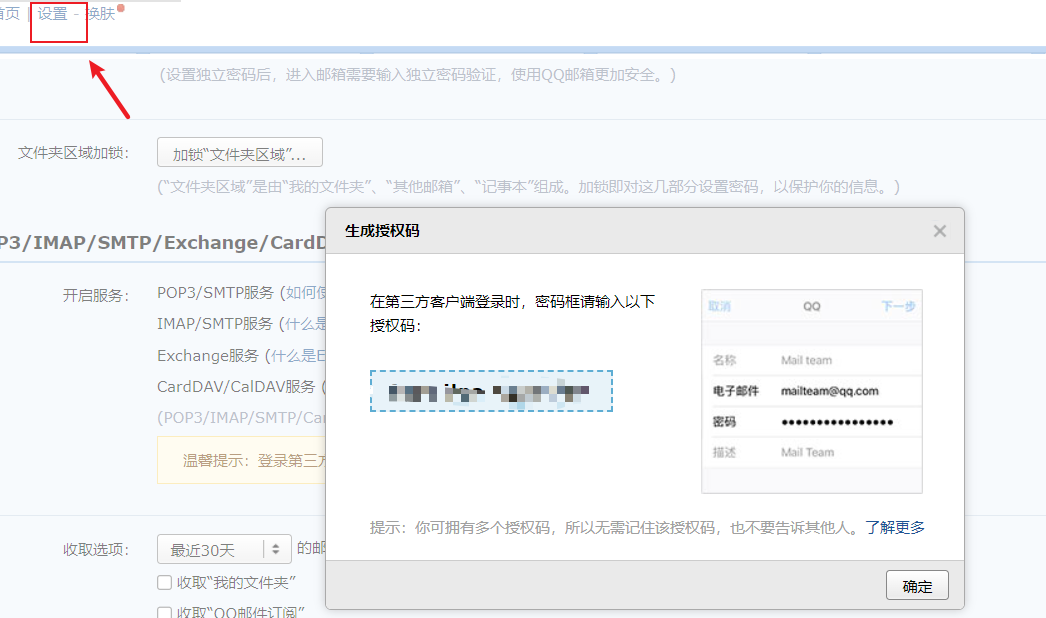 首页 | 设置 - 换肤
(设置独立密码后，进入邮箱需要输入独立密码验证，使用QQ邮箱更加安全。)
文件夹区域加锁： 加锁“文件夹区域”...
(“文件夹区域”是由“我的文件夹”、“其他邮箱”、“记事本”组成。加锁即对这几部分设置密码，以保护你的信息。)
P3/IMAP/SMTP/Exchange/CardD
开启服务： POP3/SMTP服务 (如何使
IMAP/SMTP服务 (什么是
Exchange服务 (什么是E
CardDAV/CalDAV服务 (
(POP3/IMAP/SMTP/Car
温馨提示：登录第三方
收取选项： 最近30天 的邮
收取“我的文件夹”
收取“QQ邮件订阅”
生成授权码
在第三方客户端登录时，密码框请输入以下
授权码：
取消 QQ 下一步
名称 Mail team
电子邮件 mailteam@qq.com
密码 ●●●●●●●●●●●●●●●●
描述 Mail Team
提示：你可拥有多个授权码，所以无需记住该授权码，也不要告诉其他人。了解更多
确定